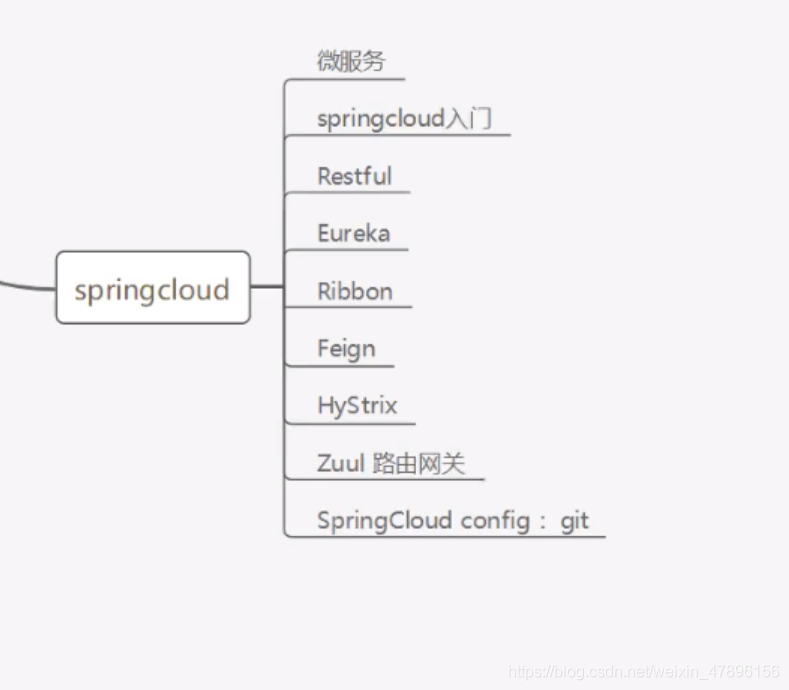 微服务
springcloud入门
Restful
Eureka
springcloud
Ribbon
Feign
HyStrix
Zuul 路由网关
SpringCloud config： git
https://blog.csdn.net/weixin_47896156